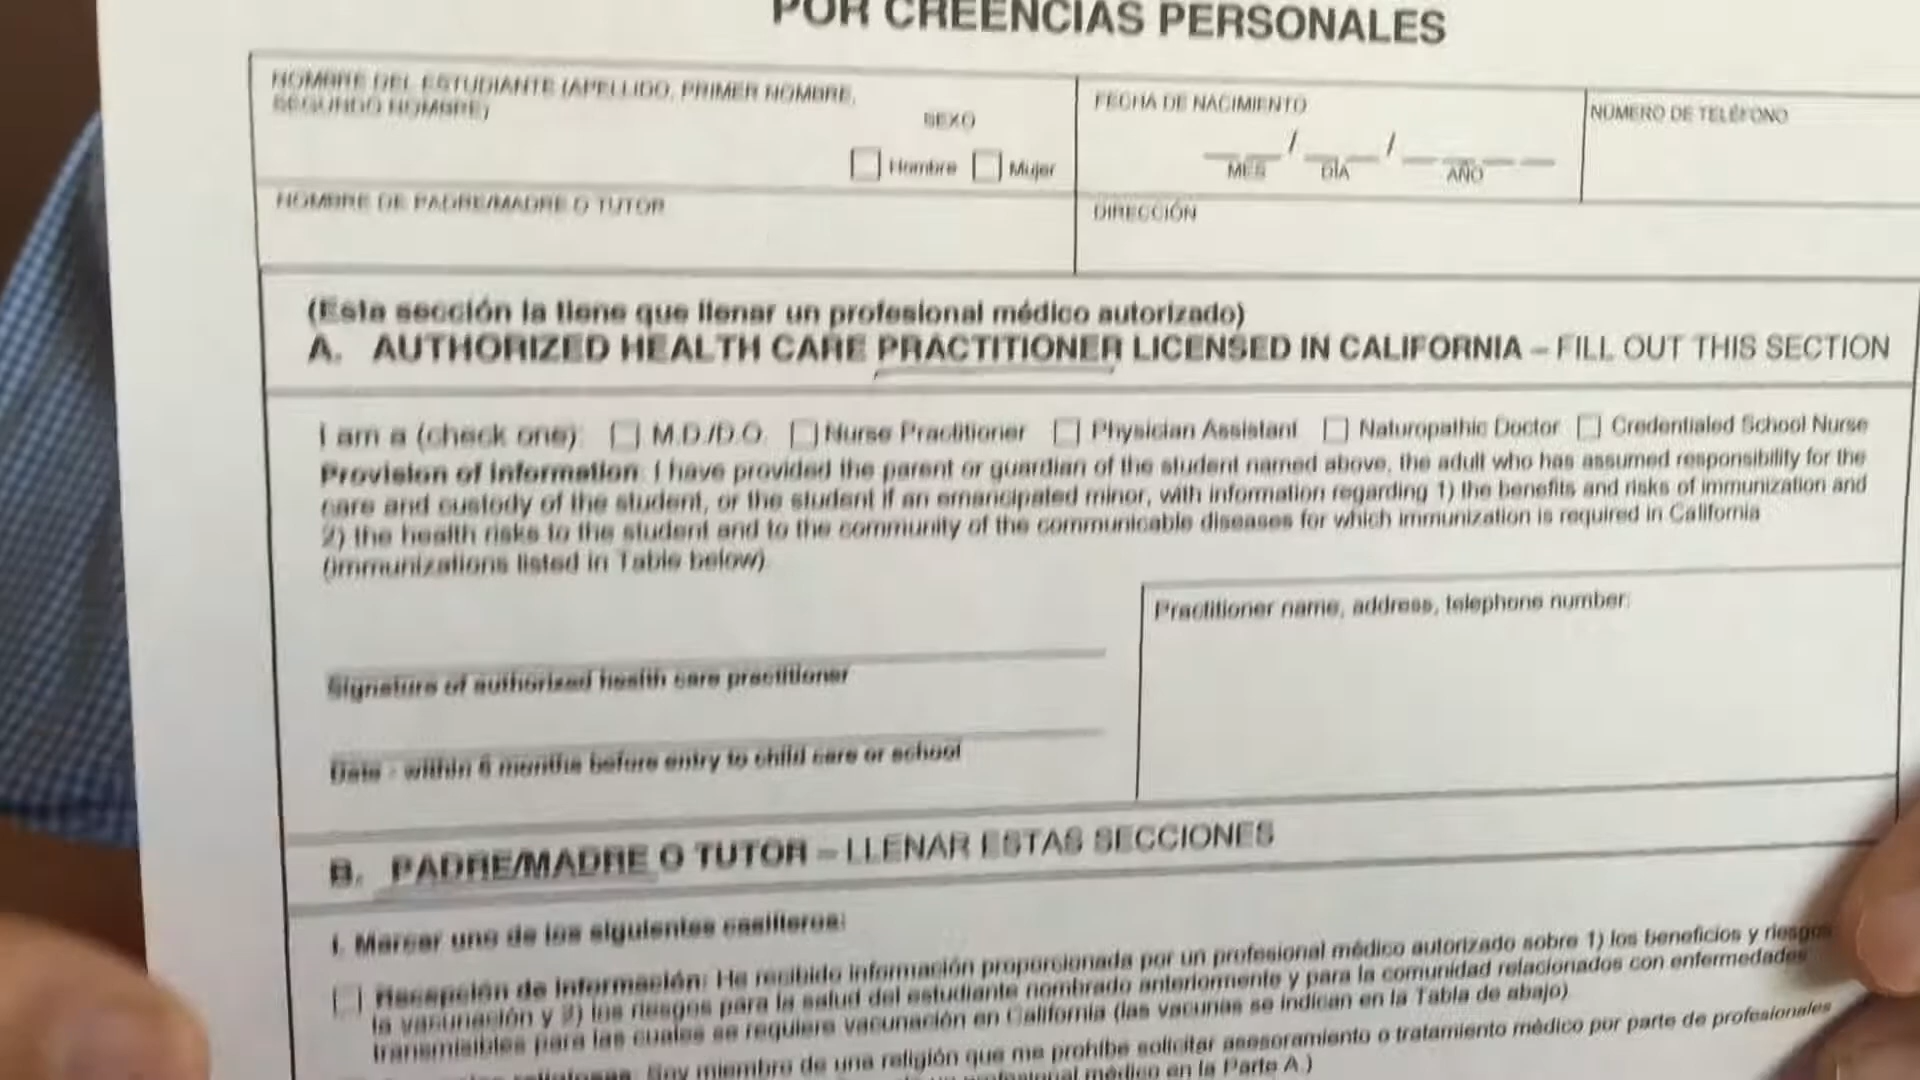 POR CREENCIAS PERSONALES
NOMBRE DEL ESTUDIANTE (APELLIDO, PRIMER NOMBRE,
SEGUNDO NOMBRE)
SEXO
Hombre Mujer
FECHA DE NACIMIENTO
/ /
MES DÍA AÑO
NÚMERO DE TELÉFONO
NOMBRE DE PADRE/MADRE O TUTOR
DIRECCIÓN
(Esta sección la tiene que llenar un profesional médico autorizado)
A. AUTHORIZED HEALTH CARE PRACTITIONER LICENSED IN CALIFORNIA – FILL OUT THIS SECTION
I am a (check one): M.D./D.O. Nurse Practitioner Physician Assistant Naturopathic Doctor Credentialed School Nurse
Provision of information: I have provided the parent or guardian of the student named above, the adult who has assumed responsibility for the
care and custody of the student, or the student if an emancipated minor, with information regarding 1) the benefits and risks of immunization and
2) the health risks to the student and to the community of the communicable diseases for which immunization is required in California
(immunizations listed in Table below).
Practitioner name, address, telephone number:
Signature of authorized health care practitioner
Date - within 6 months before entry to child care or school
B. PADRE/MADRE O TUTOR – LLENAR ESTAS SECCIONES
I. Marcar uno de los siguientes casilleros:
Recepción de información: He recibido información proporcionada por un profesional médico autorizado sobre 1) los beneficios y riesgos
la vacunación y 2) los riesgos para la salud del estudiante nombrado anteriormente y para la comunidad relacionados con enfermedades
transmisibles para las cuales se requiere vacunación en California (las vacunas se indican en la Tabla de abajo).
religiosas: Soy miembro de una religión que me prohíbe solicitar asesoramiento o tratamiento médico por parte de profesionales
profesional médico en la Parte A.)